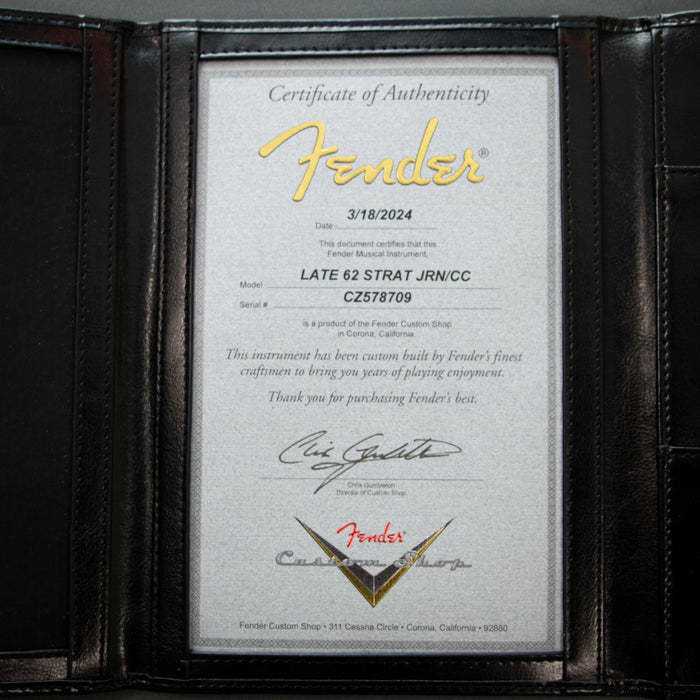 Certificate of Authenticity
Fender®
Date 3/18/2024
This document certifies that this
Fender Musical Instrument,
Model LATE 62 STRAT JRN/CC
Serial # CZ578709
is a product of the Fender Custom Shop
in Corona, California.
This instrument has been custom built by Fender's finest
craftsmen to bring you years of playing enjoyment.
Thank you for purchasing Fender's best.
Chris Gumbleton
Director of Custom Shop
Fender®
Custom Shop
Fender Custom Shop • 311 Cessna Circle • Corona, California • 92880